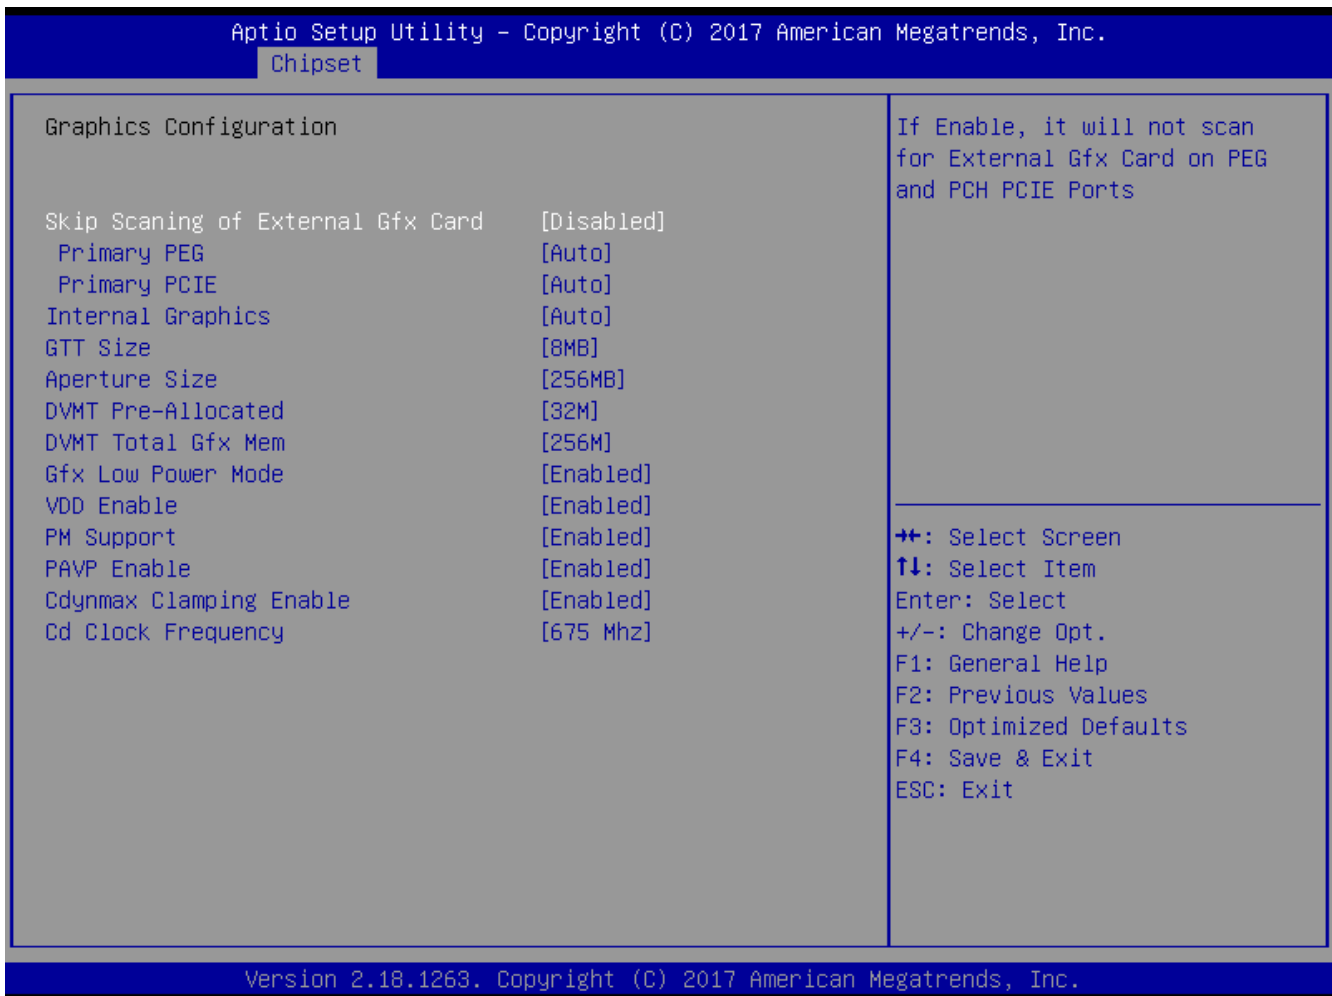 Aptio Setup Utility – Copyright (C) 2017 American Megatrends, Inc.
Chipset
Graphics Configuration
Skip Scaning of External Gfx Card [Disabled]
Primary PEG [Auto]
Primary PCIE [Auto]
Internal Graphics [Auto]
GTT Size [8MB]
Aperture Size [256MB]
DVMT Pre-Allocated [32M]
DVMT Total Gfx Mem [256M]
Gfx Low Power Mode [Enabled]
VDD Enable [Enabled]
PM Support [Enabled]
PAVP Enable [Enabled]
Cdynmax Clamping Enable [Enabled]
Cd Clock Frequency [675 Mhz]
If Enable, it will not scan
for External Gfx Card on PEG
and PCH PCIE Ports
→←: Select Screen
↑↓: Select Item
Enter: Select
+/-: Change Opt.
F1: General Help
F2: Previous Values
F3: Optimized Defaults
F4: Save & Exit
ESC: Exit
Version 2.18.1263. Copyright (C) 2017 American Megatrends, Inc.